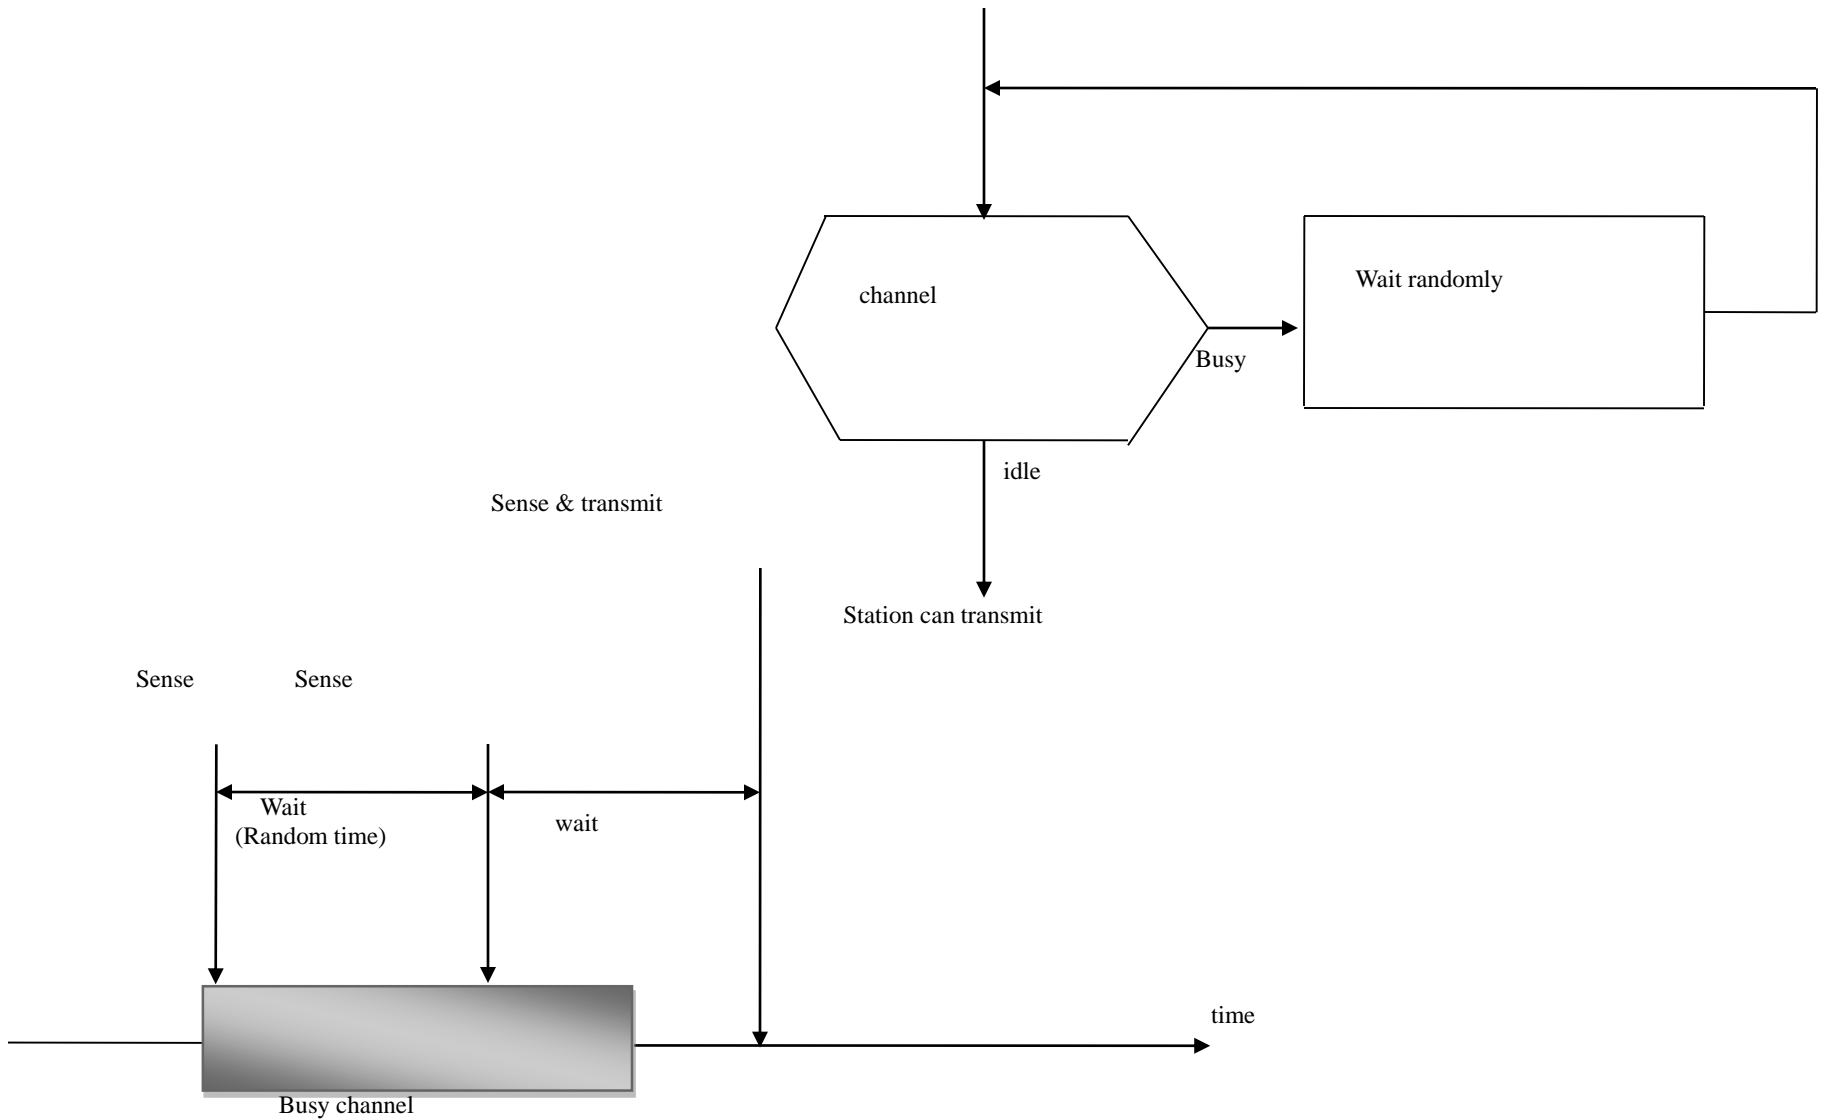 Wait randomly
channel
Busy
idle
Sense & transmit
Station can transmit
Sense
Sense
Wait
(Random time)
wait
time
Busy channel